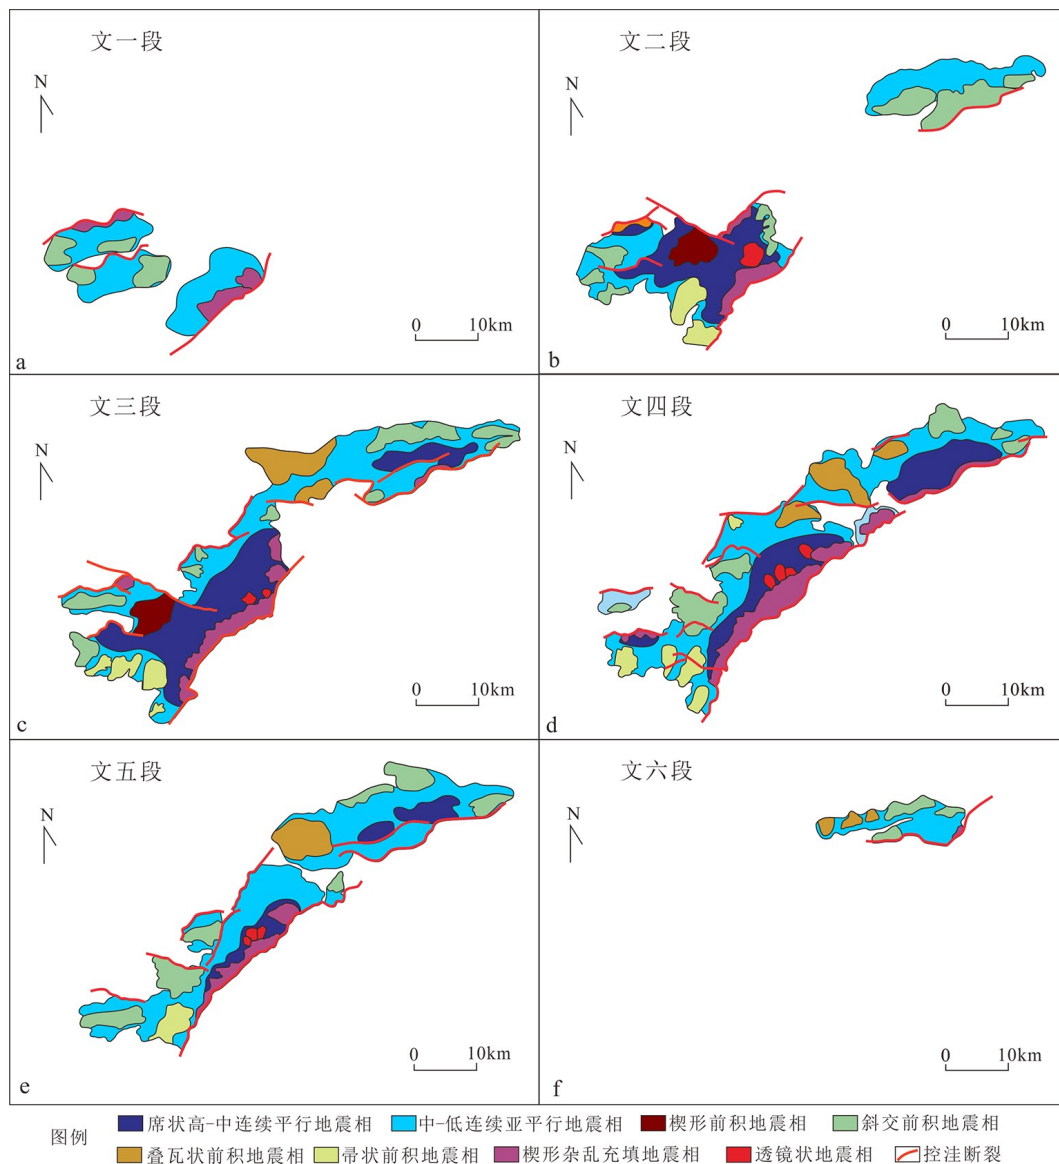 文一段
N
0 10km
a
文二段
N
0 10km
b
文三段
N
0 10km
c
文四段
N
0 10km
d
文五段
N
0 10km
e
文六段
N
0 10km
f
图例
席状高-中连续平行地震相
中-低连续亚平行地震相
楔形前积地震相
斜交前积地震相
叠瓦状前积地震相
帚状前积地震相
楔形杂乱充填地震相
透镜状地震相
控洼断裂